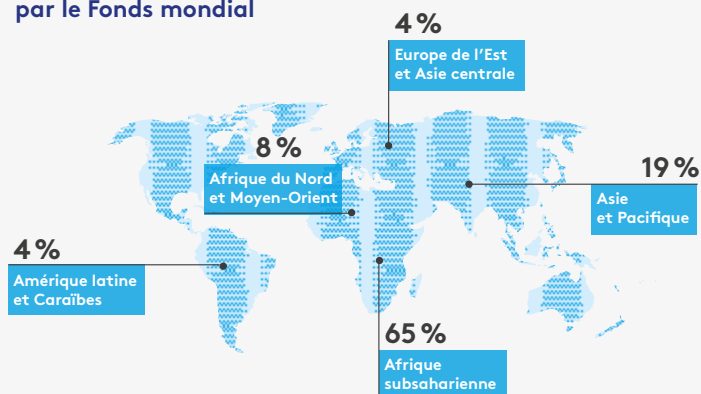 par le Fonds mondial
4 %
Europe de l'Est
et Asie centrale
8 %
Afrique du Nord
et Moyen-Orient
19 %
Asie
et Pacifique
4 %
Amérique latine
et Caraïbes
65 %
Afrique
subsaharienne